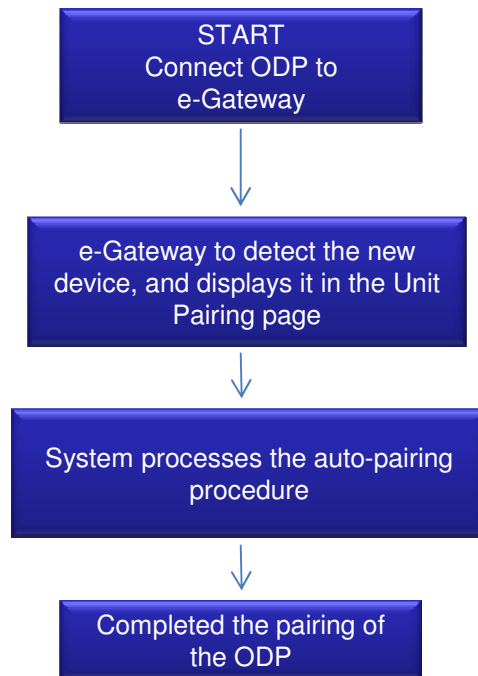 START
Connect ODP to
e-Gateway
e-Gateway to detect the new
device, and displays it in the Unit
Pairing page
System processes the auto-pairing
procedure
Completed the pairing of
the ODP